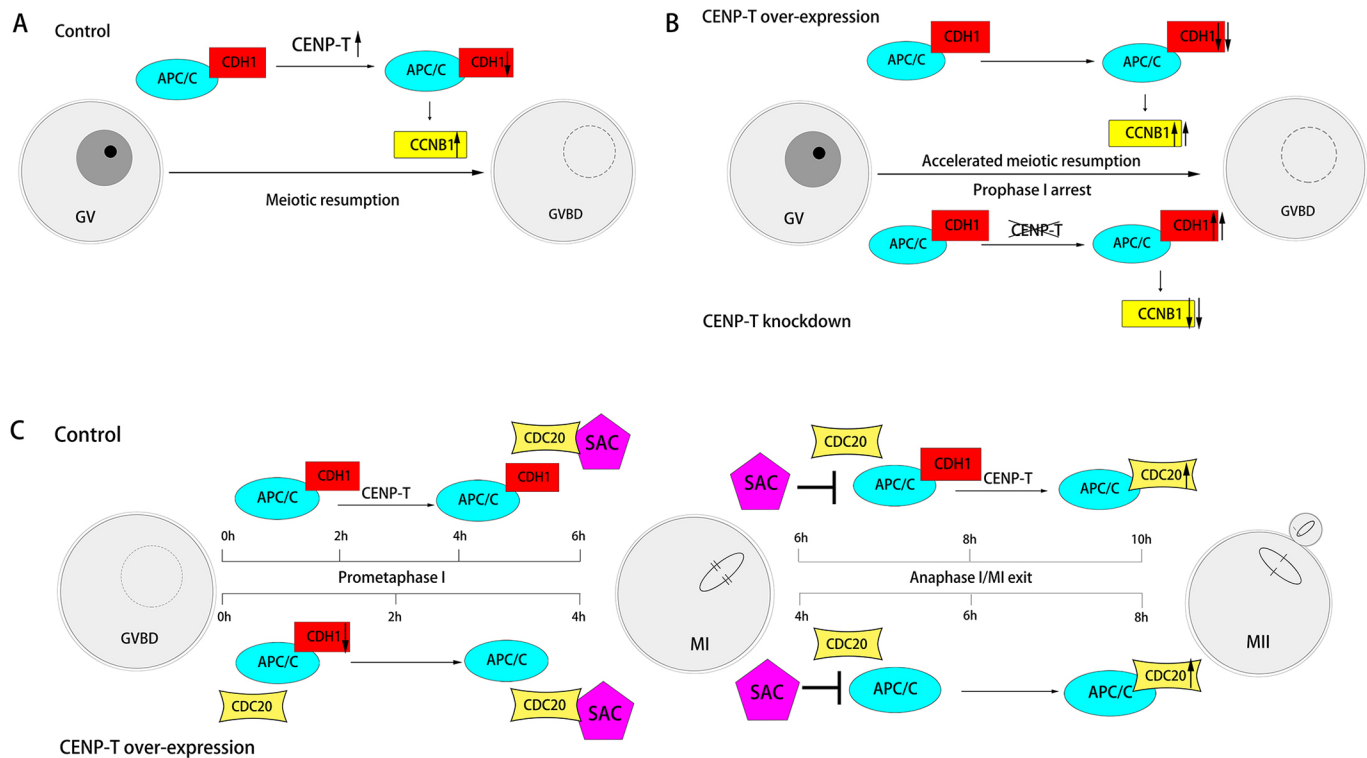 A
Control
CENP-T
APC/C
CDH1
APC/C
CDH1
CCNB1
GV
Meiotic resumption
GVBD
B
CENP-T over-expression
APC/C
CDH1
APC/C
CDH1
CCNB1
Accelerated meiotic resumption
Prophase I arrest
GV
GVBD
APC/C
CDH1
CENP-T
APC/C
CDH1
CCNB1
CENP-T knockdown
C
Control
CDC20
SAC
APC/C
CDH1
CENP-T
APC/C
CDH1
SAC
CDC20
APC/C
CDH1
CENP-T
APC/C
CDC20
0h 2h 4h 6h
Prometaphase I
0h 2h 4h
6h 8h 10h
Anaphase I/MI exit
4h 6h 8h
GVBD
MI
MII
APC/C
CDH1
CDC20
APC/C
CDC20
SAC
SAC
CDC20
APC/C
APC/C
CDC20
CENP-T over-expression